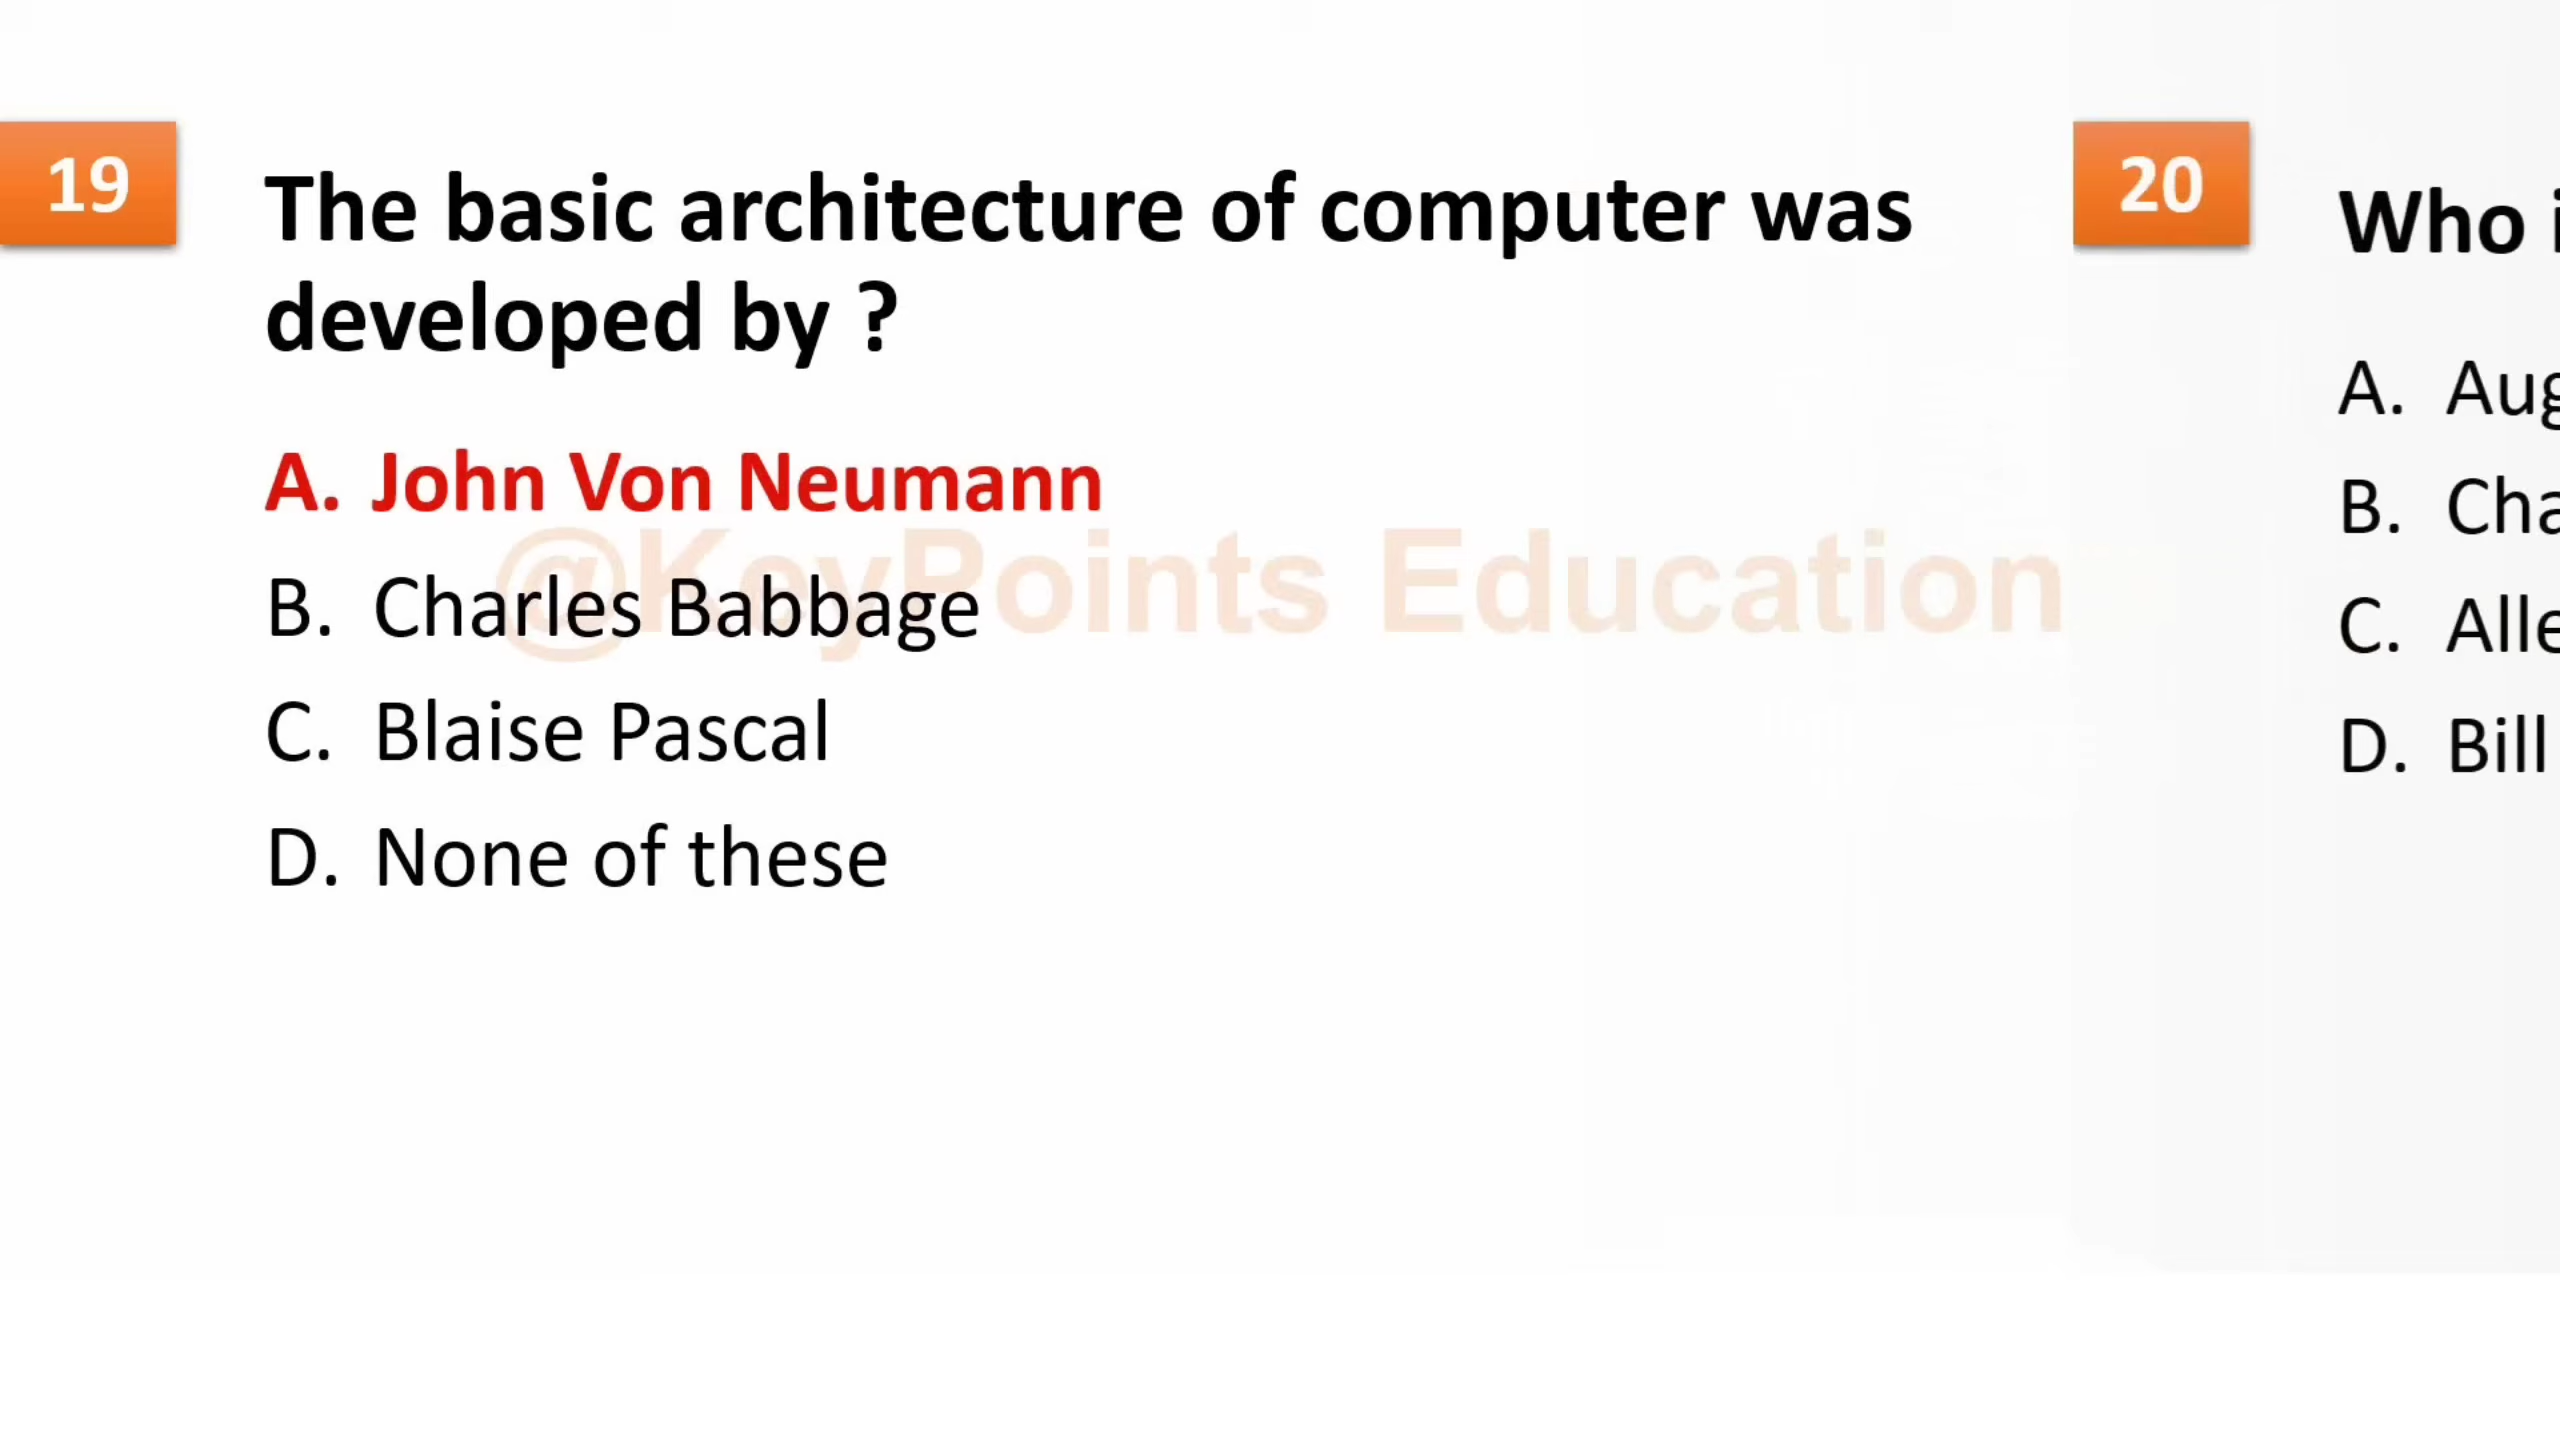 19
The basic architecture of computer was
developed by ?
A. John Von Neumann
B. Charles Babbage
C. Blaise Pascal
D. None of these
@KeyPoints Education
20
Who
A.
B.
C.
D. Bill